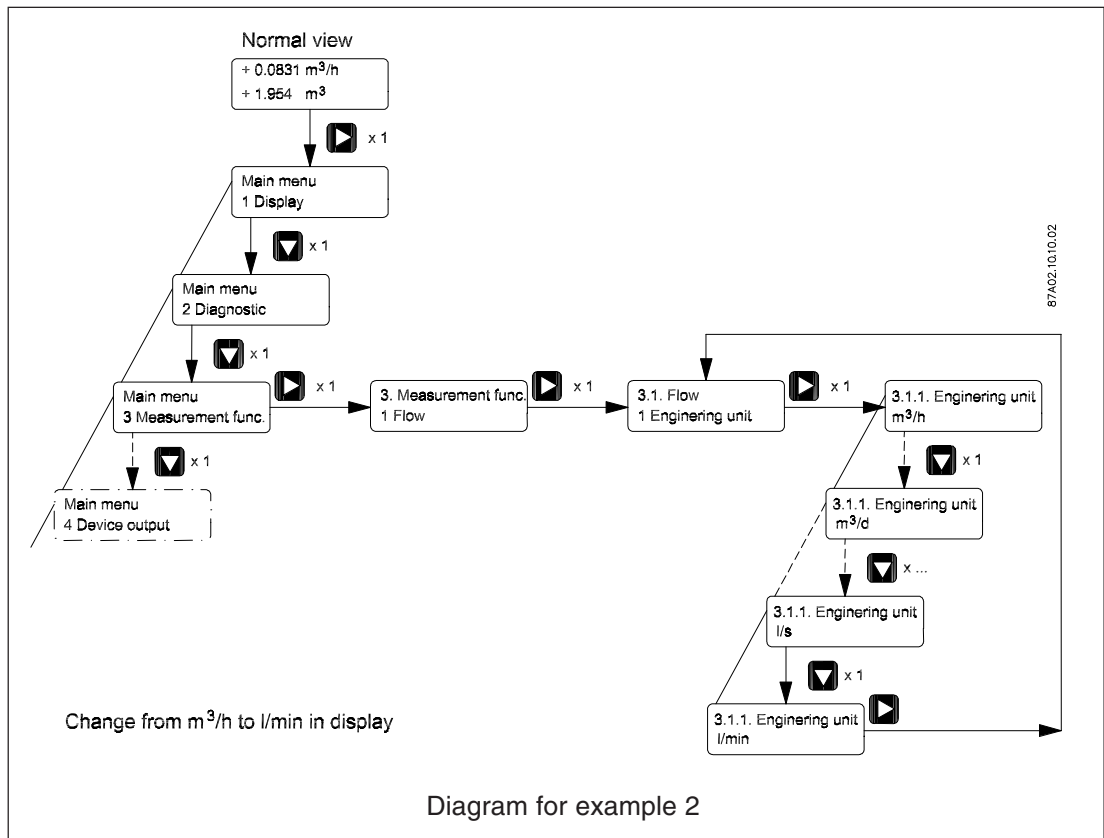 Normal view
+ 0.0831 m³/h
+ 1.954 m³
x 1
Main menu
1 Display
x 1
Main menu
2 Diagnostic
x 1
Main menu
3 Measurement func.
x 1
3. Measurement func.
1 Flow
x 1
3.1. Flow
1 Enginering unit
x 1
3.1.1. Enginering unit
m³/h
x 1
Main menu
4 Device output
x 1
3.1.1. Enginering unit
m³/d
x ...
3.1.1. Enginering unit
l/s
x 1
3.1.1. Enginering unit
l/min
87A02.10.10.02
Change from m³/h to l/min in display
Diagram for example 2